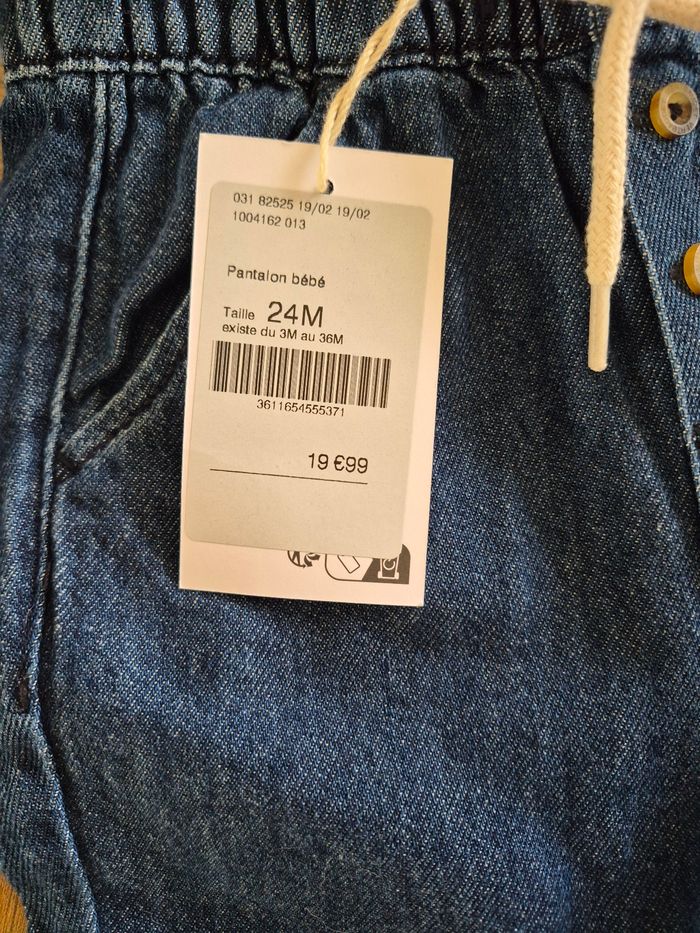 031 82525 19/02 19/02
1004162 013
Pantalon bébé
Taille 24M
existe du 3M au 36M
3611654555371
19 €99